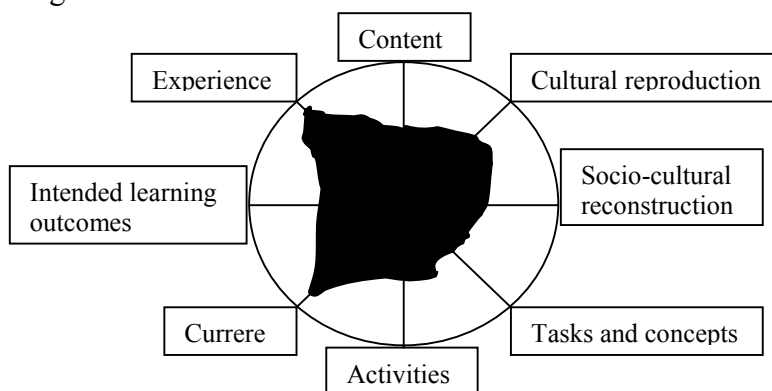 Content
Experience
Cultural reproduction
Intended learning
outcomes
Socio-cultural
reconstruction
Currere
Tasks and concepts
Activities